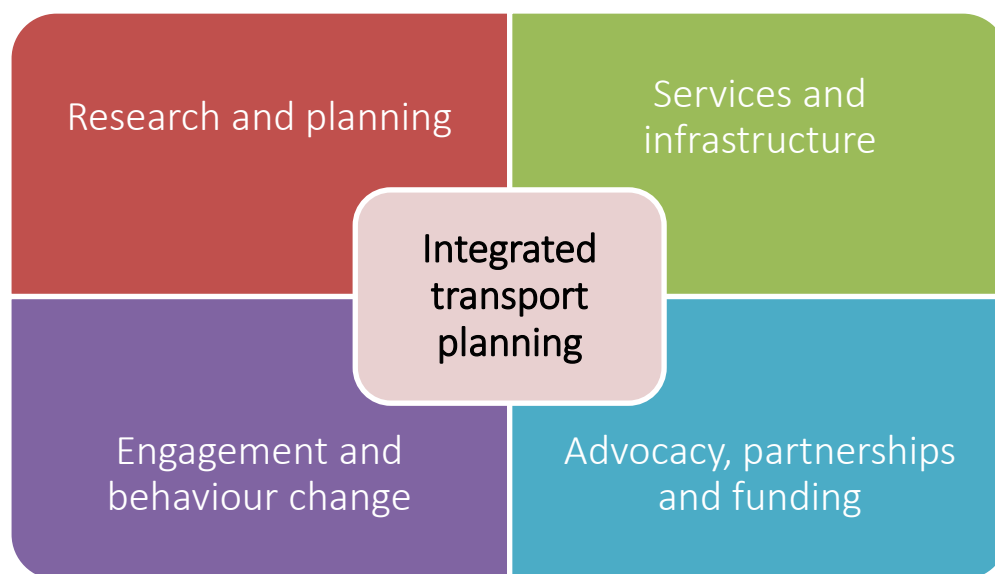 Research and planning
Services and
infrastructure
Integrated
transport
planning
Engagement and
behaviour change
Advocacy, partnerships
and funding